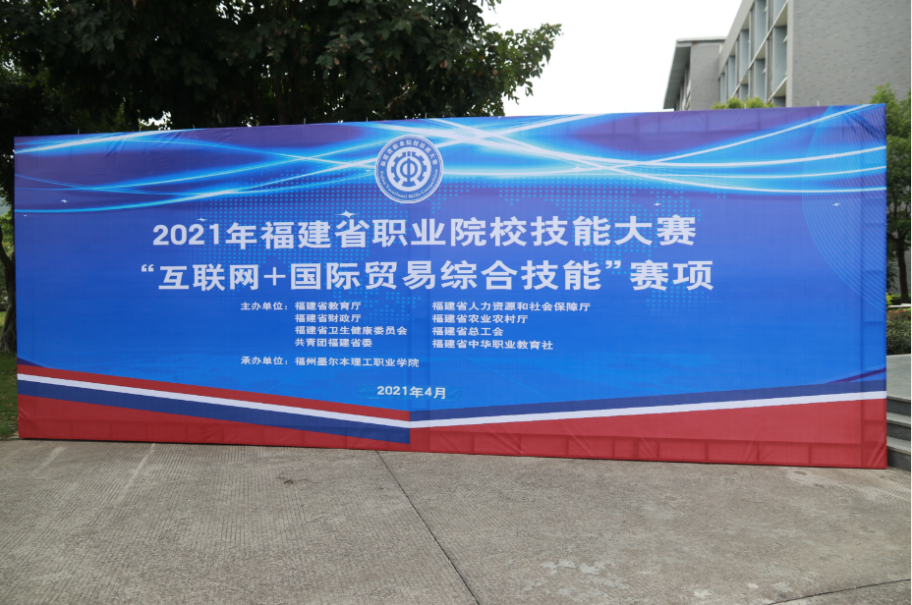 2021年福建省职业院校技能大赛
“互联网+国际贸易综合技能”赛项
主办单位：福建省教育厅 福建省人力资源和社会保障厅
福建省财政厅 福建省农业农村厅
福建省卫生健康委员会 福建省总工会
共青团福建省委 福建省中华职业教育社
承办单位：福州墨尔本理工职业学院
2021年4月